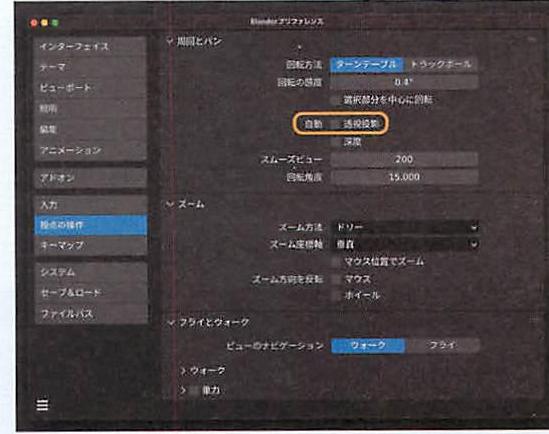 Blenderプリファレンス
インターフェイス
テーマ
ビューポート
照明
編集
アニメーション
アドオン
入力
視点の操作
キーマップ
システム
セーブ&ロード
ファイルパス
周回とパン
回転方法 ターンテーブル トラックボール
回転の感度 0.4°
選択部分を中心に回転
自動 透視投影
深度
スムーズビュー 200
回転角度 15.000
ズーム
ズーム方法 ドリー
ズーム座標軸 垂直
マウス位置でズーム
ズーム方向を反転 マウス
ホイール
フライとウォーク
ビューのナビゲーション ウォーク フライ
ウォーク
重力